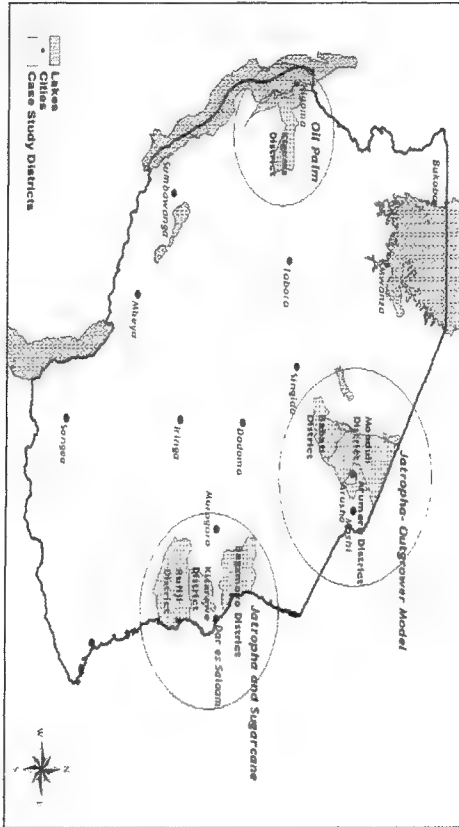 Bukoba
Mwanza
Kigoma
District
Oil Palm
Tabora
Sumbawanga
Mbeya
Singida
Dodoma
Iringa
Songea
Monduli
District
Arumeru District
Arusha
Moshi
Babati
District
Jatropha- Outgrower Model
Morogoro
Bagamoyo District
Dar es Salaam
Kisarawe
District
Rufiji
District
Jatropha and Sugarcane
Lakes
Cities
Case Study Districts
N
W
S